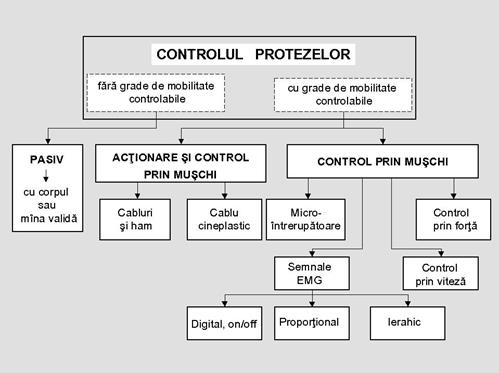 CONTROLUL PROTEZELOR
fără grade de mobilitate
controlabile
cu grade de mobilitate
controlabile
PASIV
cu corpul
sau
mîna validă
ACŢIONARE ŞI CONTROL
PRIN MUŞCHI
CONTROL PRIN MUŞCHI
Cabluri
şi ham
Cablu
cineplastic
Micro-
întrerupătoare
Control
prin forţă
Semnale
EMG
Control
prin viteză
Digital, on/off
Proporţional
Ierahic